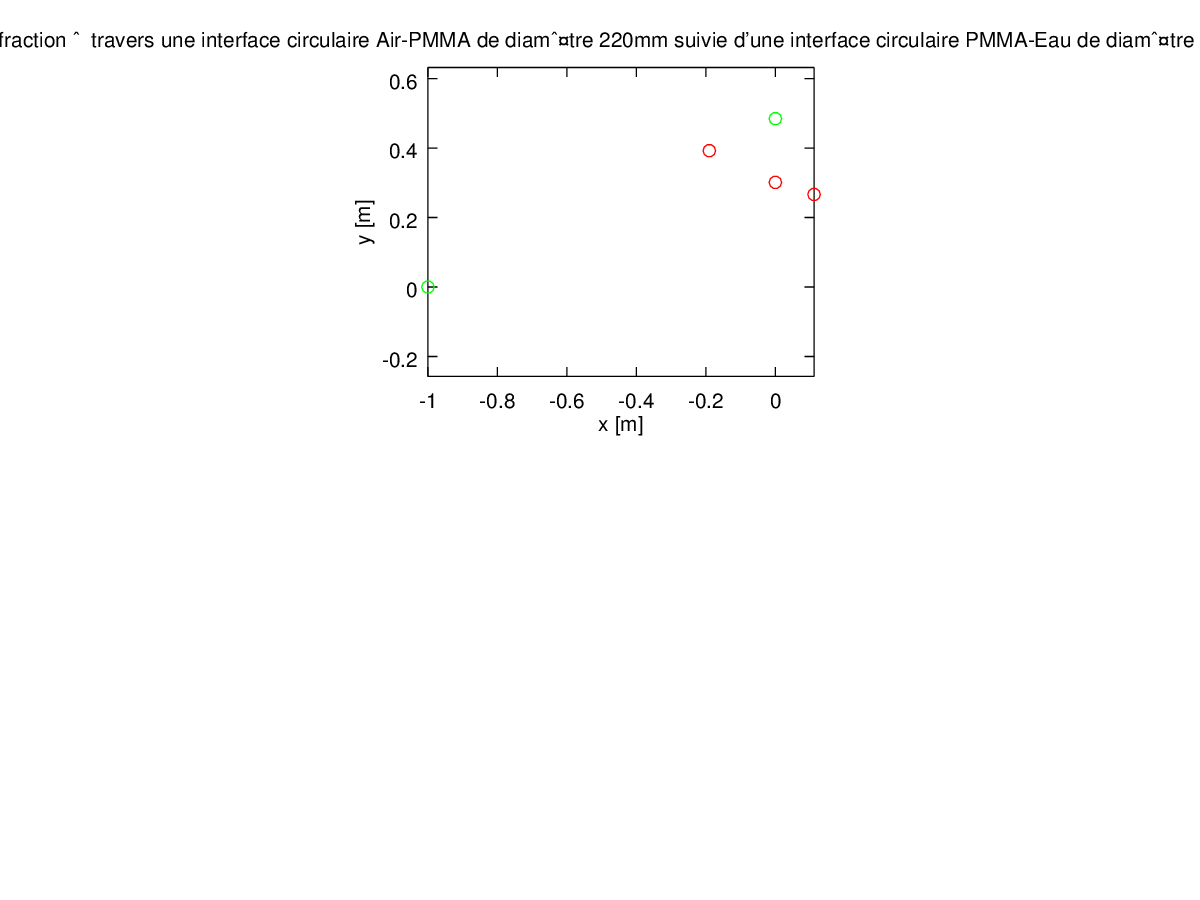 fraction ˆ travers une interface circulaire Air-PMMA de diamˆ¤tre 220mm suivie d’une interface circulaire PMMA-Eau de diamˆ¤tre
0.6
0.4
0.2
0
-0.2
y [m]
-1 -0.8 -0.6 -0.4 -0.2 0
x [m]